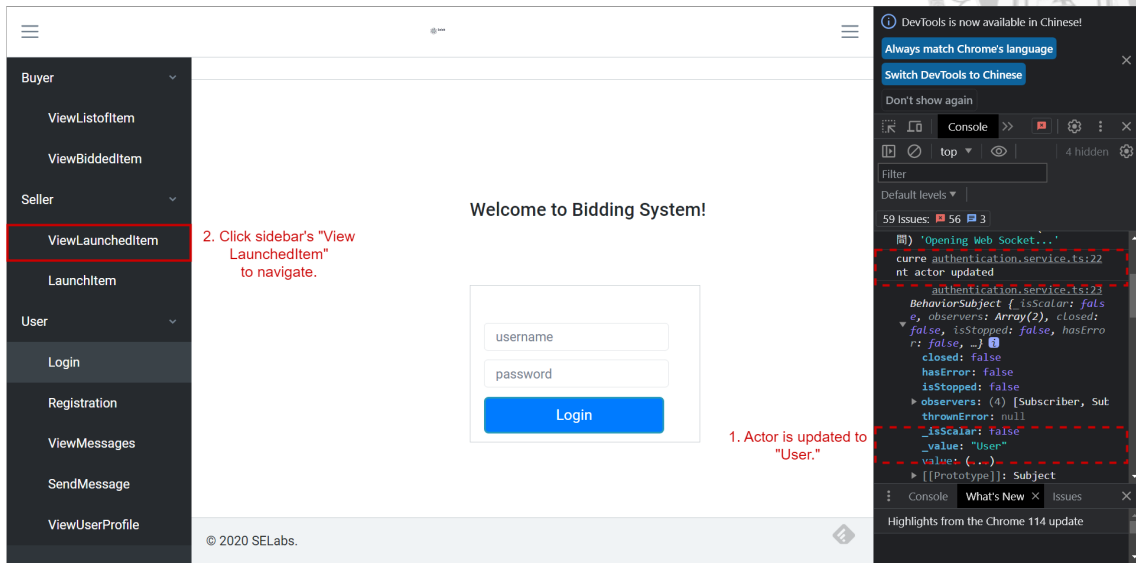 Buyer
ViewListofItem
ViewBiddedItem
Seller
ViewLaunchedItem
LaunchItem
User
Login
Registration
ViewMessages
SendMessage
ViewUserProfile
2. Click sidebar's "View
LaunchedItem"
to navigate.
Welcome to Bidding System!
username
password
Login
1. Actor is updated to
"User."
© 2020 SELabs.
DevTools is now available in Chinese!
Always match Chrome's language
Switch DevTools to Chinese
Don't show again
Console
top
4 hidden
Filter
Default levels
59 Issues: 56 3
間) 'Opening Web Socket...'
curre authentication.service.ts:22
nt actor updated
authentication.service.ts:23
BehaviorSubject {_isScalar: fals
e, observers: Array(2), closed:
false, isStopped: false, hasErro
r: false, …}
closed: false
hasError: false
isStopped: false
observers: (4) [Subscriber, Sub
thrownError: null
_isScalar: false
_value: "User"
value: (...)
[[Prototype]]: Subject
Console What's New Issues
Highlights from the Chrome 114 update